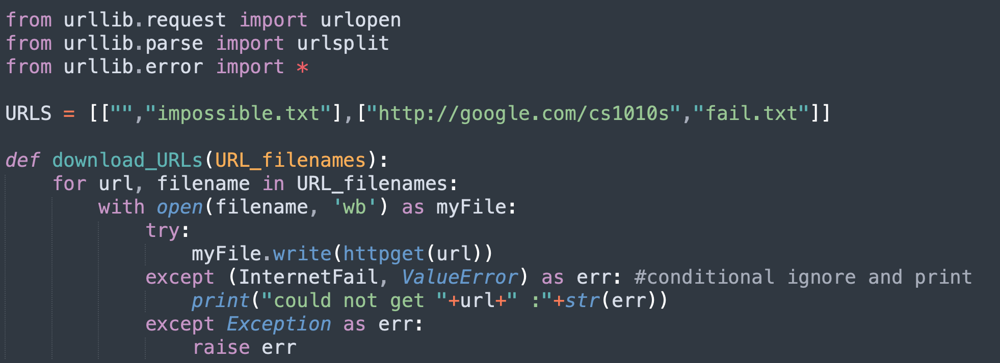 from urllib.request import urlopen
from urllib.parse import urlsplit
from urllib.error import *
URLS = [["","impossible.txt"],["http://google.com/cs1010s","fail.txt"]]
def download_URLs(URL_filenames):
    for url, filename in URL_filenames:
        with open(filename, 'wb') as myFile:
            try:
                myFile.write(httpget(url))
            except (InternetFail, ValueError) as err: #conditional ignore and print
                print("could not get "+url+" :"+str(err))
            except Exception as err:
                raise err